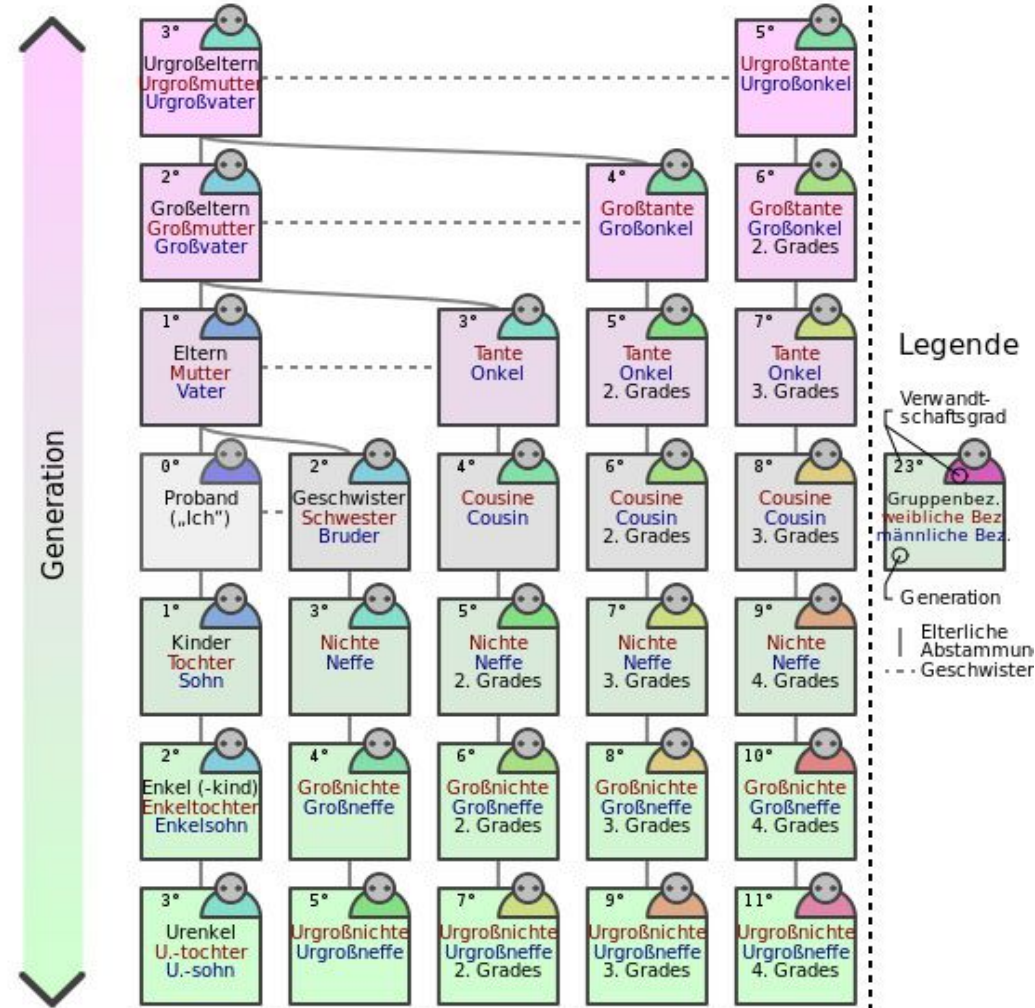 Generation
3°
Urgroßeltern
Urgroßmutter
Urgroßvater
5°
Urgroßtante
Urgroßonkel
2°
Großeltern
Großmutter
Großvater
4°
Großtante
Großonkel
6°
Großtante
Großonkel
2. Grades
1°
Eltern
Mutter
Vater
3°
Tante
Onkel
5°
Tante
Onkel
2. Grades
7°
Tante
Onkel
3. Grades
0°
Proband
(„Ich“)
2°
Geschwister
Schwester
Bruder
4°
Cousine
Cousin
6°
Cousine
Cousin
2. Grades
8°
Cousine
Cousin
3. Grades
1°
Kinder
Tochter
Sohn
3°
Nichte
Neffe
5°
Nichte
Neffe
2. Grades
7°
Nichte
Neffe
3. Grades
9°
Nichte
Neffe
4. Grades
2°
Enkel (-kind)
Enkeltochter
Enkelsohn
4°
Großnichte
Großneffe
6°
Großnichte
Großneffe
2. Grades
8°
Großnichte
Großneffe
3. Grades
10°
Großnichte
Großneffe
4. Grades
3°
Urenkel
U.-tochter
U.-sohn
5°
Urgroßnichte
Urgroßneffe
7°
Urgroßnichte
Urgroßneffe
2. Grades
9°
Urgroßnichte
Urgroßneffe
3. Grades
11°
Urgroßnichte
Urgroßneffe
4. Grades
Legende
Verwandt-
schaftsgrad
23°
Gruppenbez.
weibliche Bez.
männliche Bez.
Generation
Elterliche
Abstammun
Geschwister